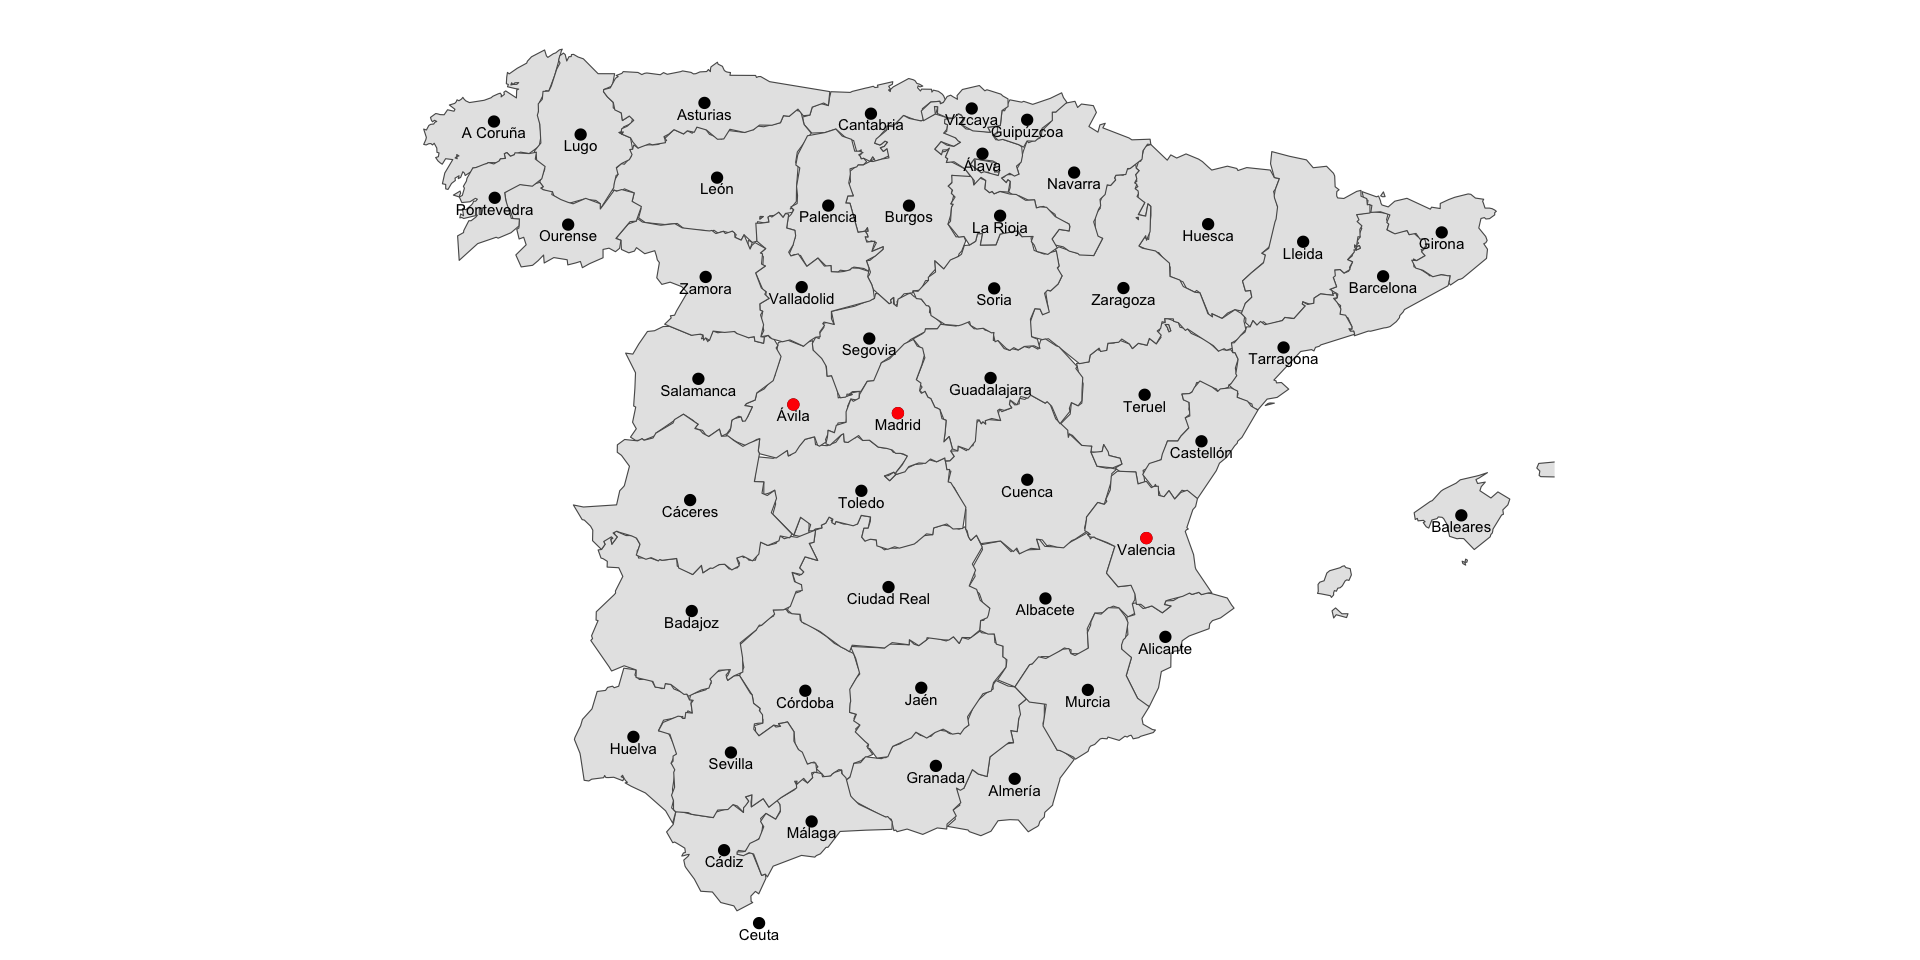 Asturias
Cantabria
Vizcaya
Guipúzcoa
A Coruña
Lugo
Álava
León
Navarra
Pontevedra
Palencia
Burgos
La Rioja
Ourense
Huesca
Girona
Lleida
Zamora
Valladolid
Soria
Zaragoza
Barcelona
Segovia
Tarragona
Salamanca
Guadalajara
Teruel
Ávila
Madrid
Castellón
Cuenca
Toledo
Cáceres
Baleares
Valencia
Ciudad Real
Albacete
Badajoz
Alicante
Córdoba
Jaén
Murcia
Huelva
Sevilla
Granada
Almería
Málaga
Cádiz
Ceuta